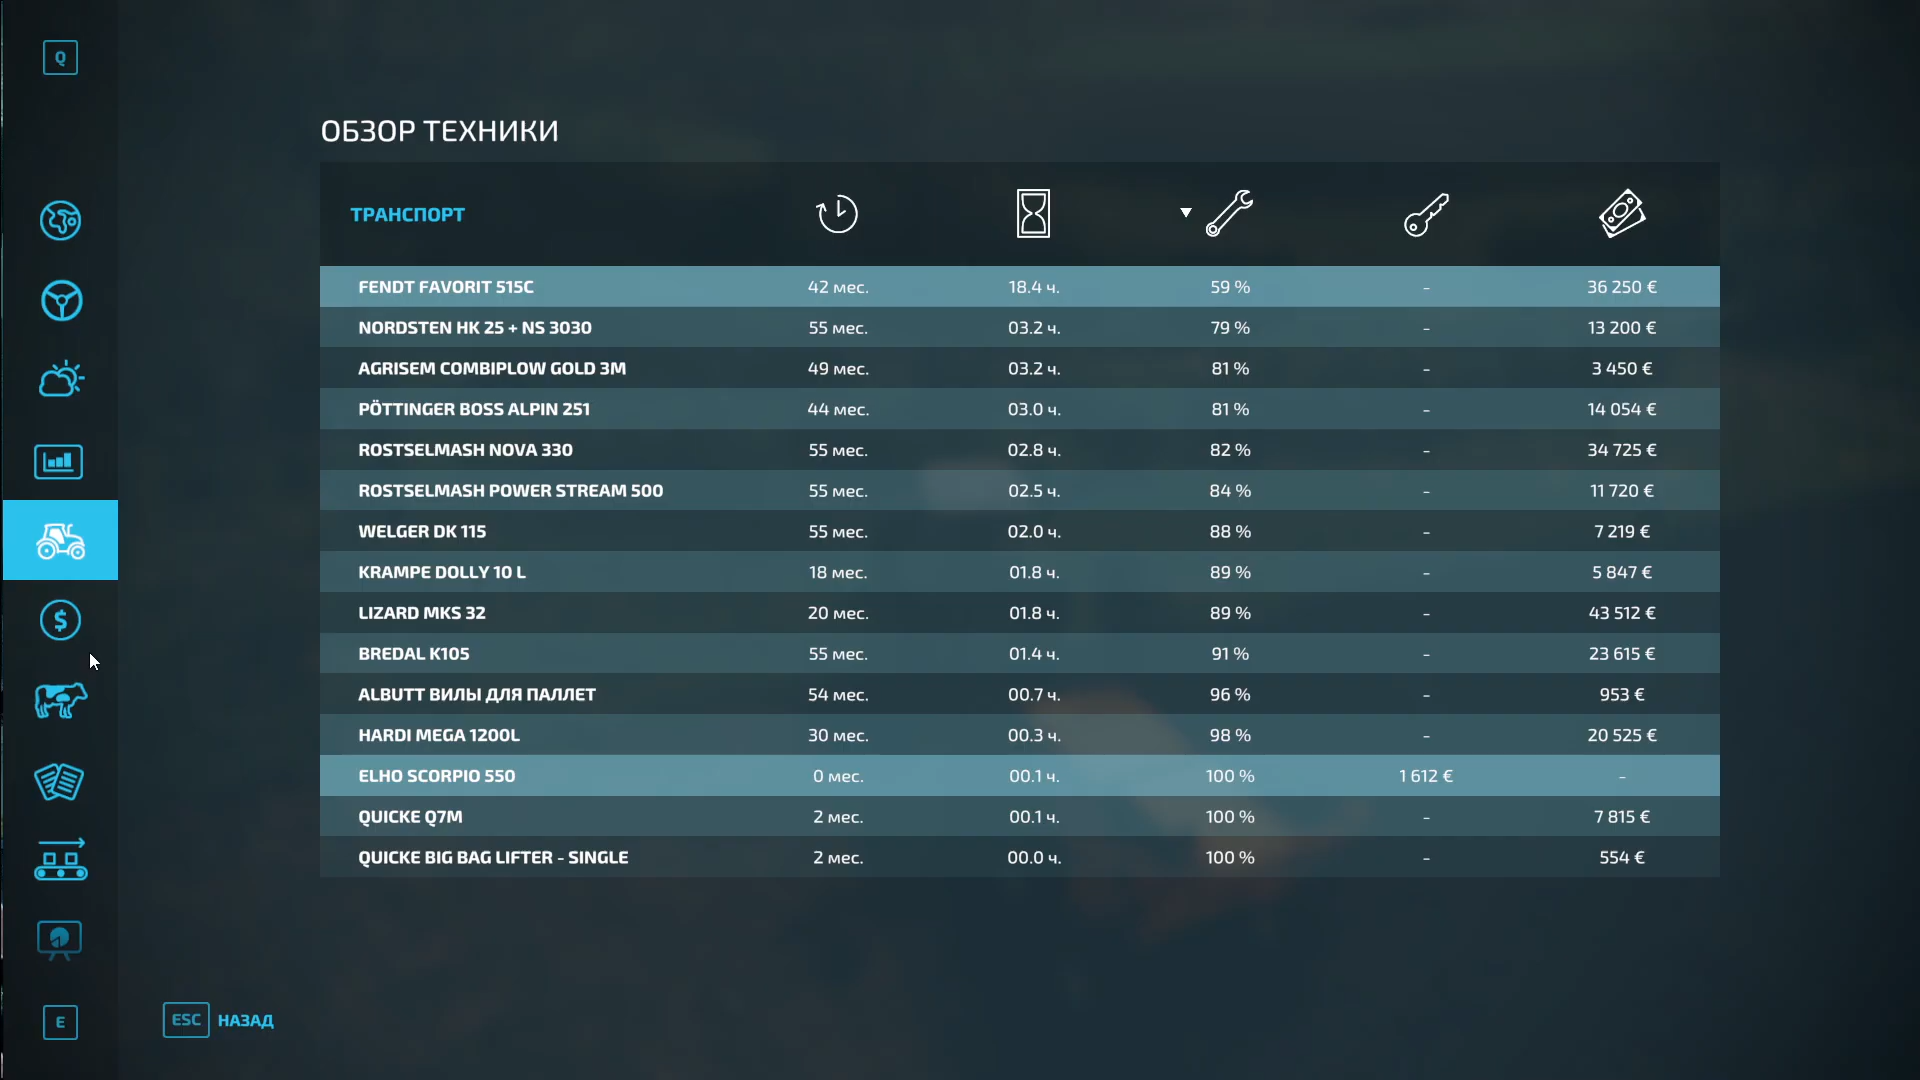 Q
ОБЗОР ТЕХНИКИ
ТРАНСПОРТ
FENDT FAVORIT 515C 42 мес. 18.4 ч. 59 % - 36 250 €
NORDSTEN HK 25 + NS 3030 55 мес. 03.2 ч. 79 % - 13 200 €
AGRISEM COMBIPLOW GOLD 3M 49 мес. 03.2 ч. 81 % - 3 450 €
PÖTTINGER BOSS ALPIN 251 44 мес. 03.0 ч. 81 % - 14 054 €
ROSTSELMASH NOVA 330 55 мес. 02.8 ч. 82 % - 34 725 €
ROSTSELMASH POWER STREAM 500 55 мес. 02.5 ч. 84 % - 11 720 €
WELGER DK 115 55 мес. 02.0 ч. 88 % - 7 219 €
KRAMPE DOLLY 10 L 18 мес. 01.8 ч. 89 % - 5 847 €
LIZARD MKS 32 20 мес. 01.8 ч. 89 % - 43 512 €
BREDAL K105 55 мес. 01.4 ч. 91 % - 23 615 €
ALBUTT ВИЛЫ ДЛЯ ПАЛЛЕТ 54 мес. 00.7 ч. 96 % - 953 €
HARDI MEGA 1200L 30 мес. 00.3 ч. 98 % - 20 525 €
ELHO SCORPIO 550 0 мес. 00.1 ч. 100 % 1 612 € -
QUICKE Q7M 2 мес. 00.1 ч. 100 % - 7 815 €
QUICKE BIG BAG LIFTER - SINGLE 2 мес. 00.0 ч. 100 % - 554 €
E
ESC НАЗАД